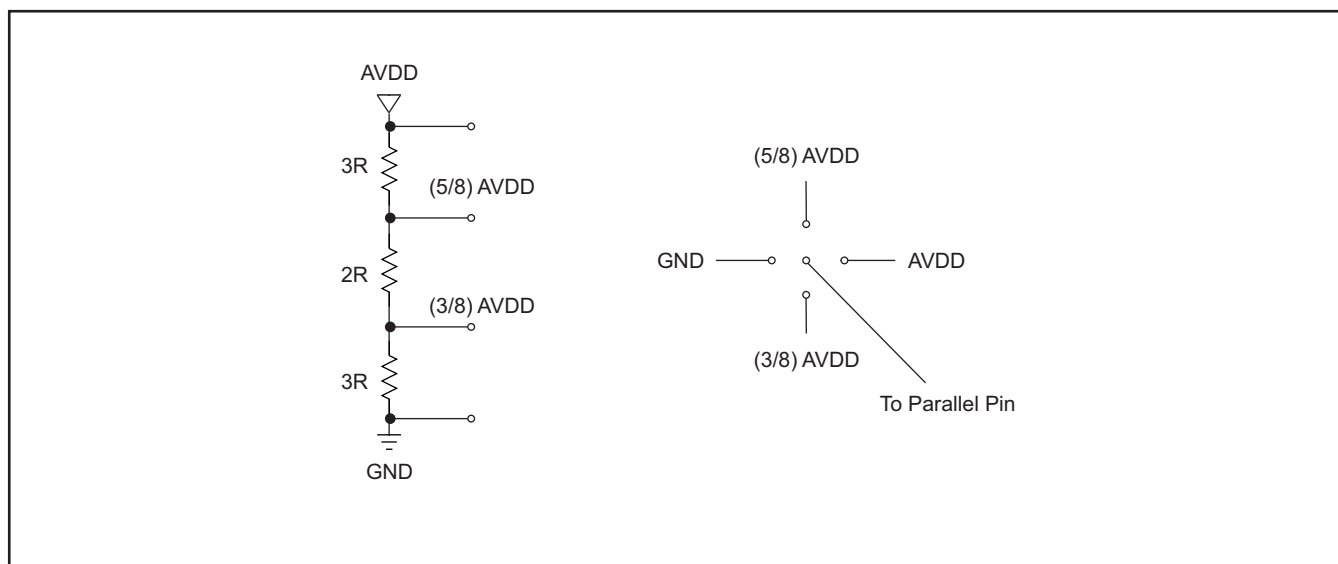 AVDD
3R
(5/8) AVDD
2R
(3/8) AVDD
3R
GND
(5/8) AVDD
GND
AVDD
(3/8) AVDD
To Parallel Pin